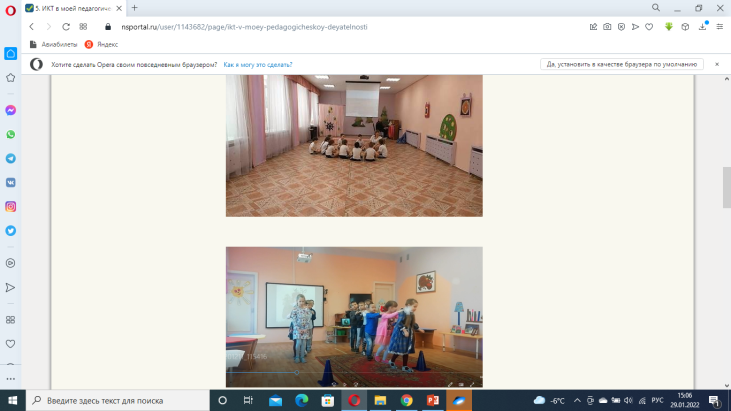 5. ИКТ в моей педагогиче
nsportal.ru/user/1143682/page/ikt-v-moey-pedagogicheskoy-deyatelnosti
Авиабилеты Яндекс
Хотите сделать Opera своим повседневным браузером? Как я могу это сделать? Да, установить в качестве браузера по умолчанию
Введите здесь текст для поиска
-6°C
РУС
15:06
29.01.2022